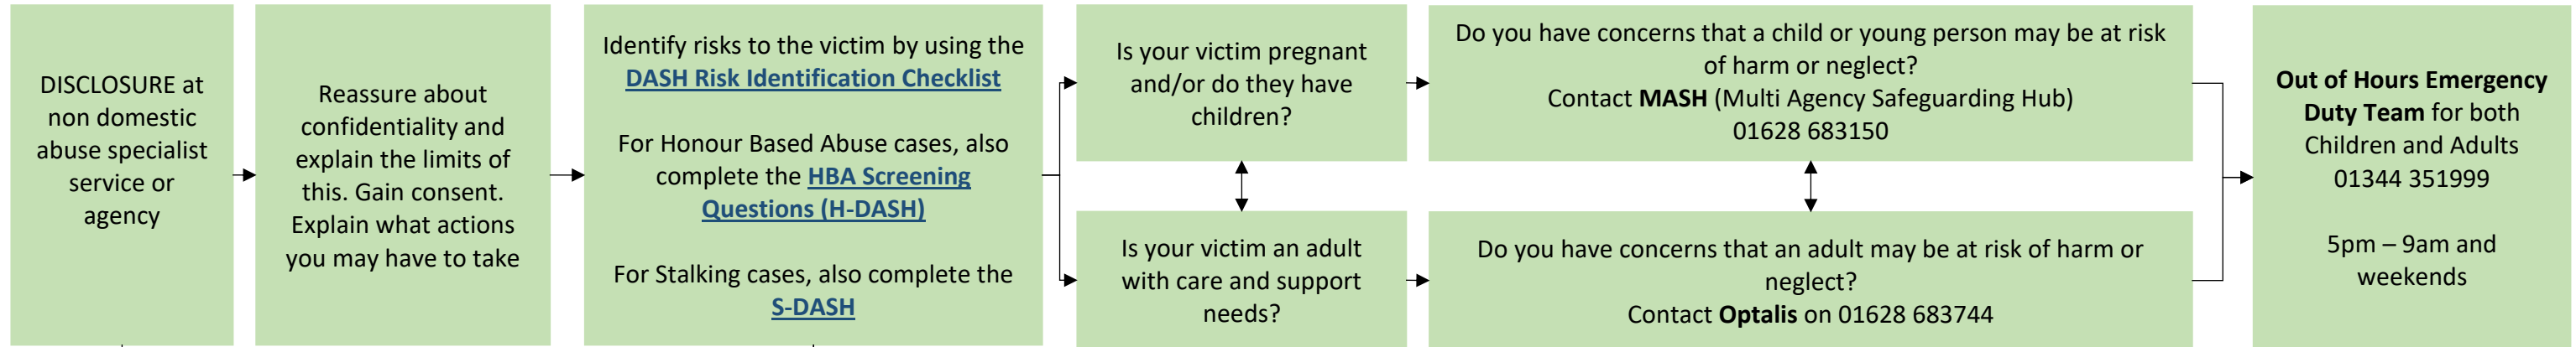 DISCLOSURE at
non domestic
abuse specialist
service or
agency
Reassure about
confidentiality and
explain the limits of
this. Gain consent.
Explain what actions
you may have to take
Identify risks to the victim by using the
DASH Risk Identification Checklist
For Honour Based Abuse cases, also
complete the HBA Screening
Questions (H-DASH)
For Stalking cases, also complete the
S-DASH
Is your victim pregnant
and/or do they have
children?
Is your victim an adult
with care and support
needs?
Do you have concerns that a child or young person may be at risk
of harm or neglect?
Contact MASH (Multi Agency Safeguarding Hub)
01628 683150
Do you have concerns that an adult may be at risk of harm or
neglect?
Contact Optalis on 01628 683744
Out of Hours Emergency
Duty Team for both
Children and Adults
01344 351999
5pm – 9am and
weekends